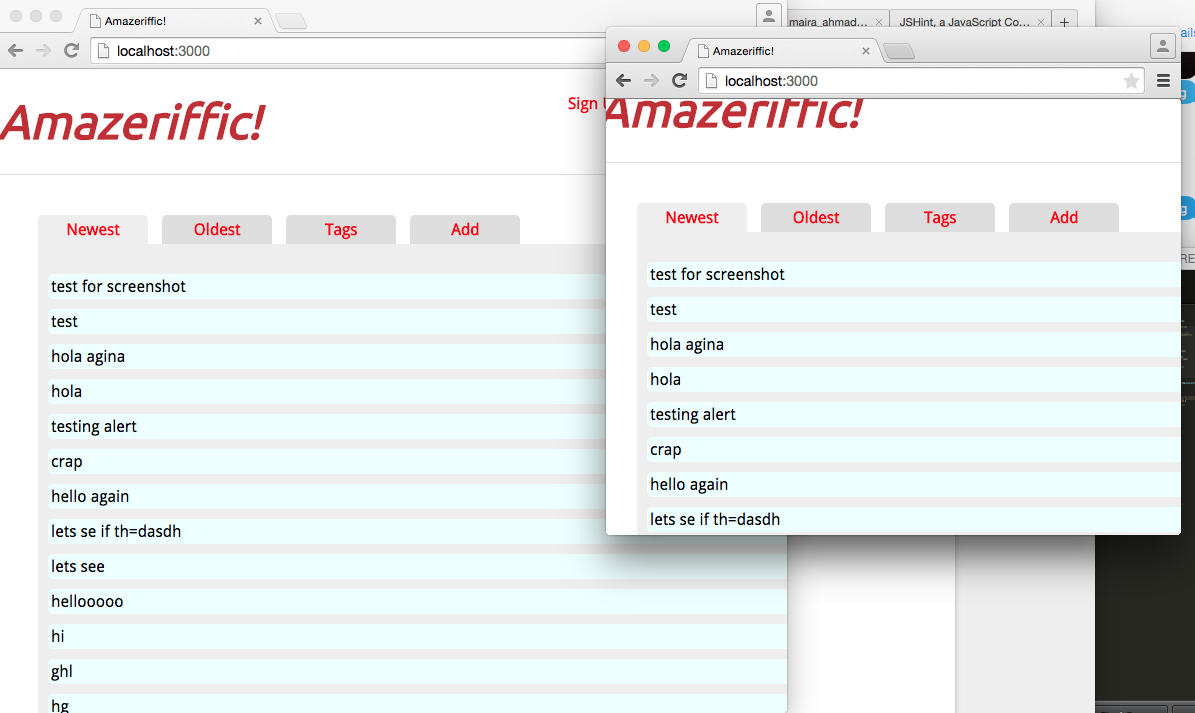 Amazeriffic!
localhost:3000
Amazeriffic!
Sign
Newest Oldest Tags Add
test for screenshot
test
hola agina
hola
testing alert
crap
hello again
lets se if th=dasdh
lets see
hellooooo
hi
ghl
hg
maira_ahmad... JSHint, a JavaScript Co...
Amazeriffic!
localhost:3000
Amazeriffic!
Newest Oldest Tags Add
test for screenshot
test
hola agina
hola
testing alert
crap
hello again
lets se if th=dasdh